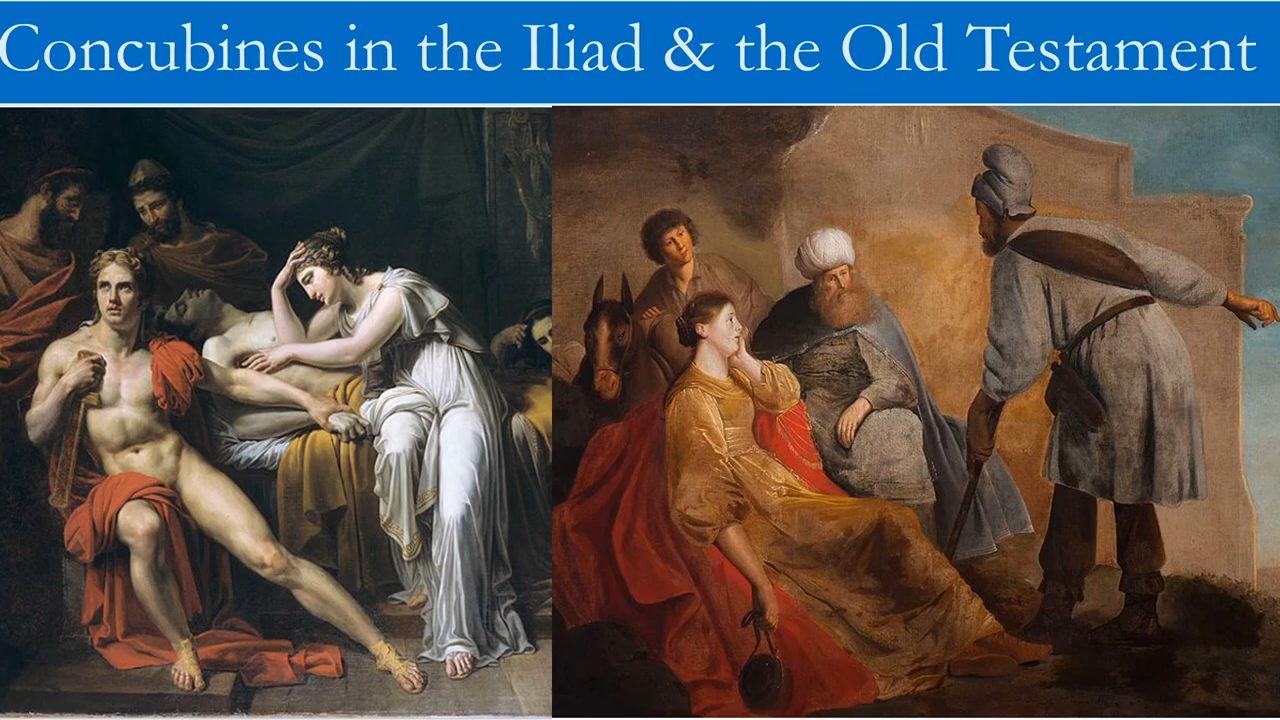 Concubines in the Iliad & the Old Testament